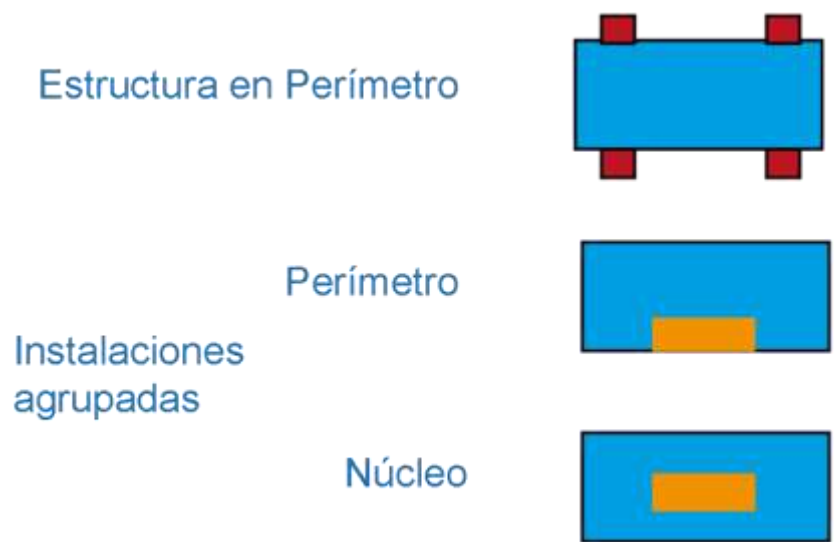 Estructura en Perímetro
Perímetro
Instalaciones
agrupadas
Núcleo